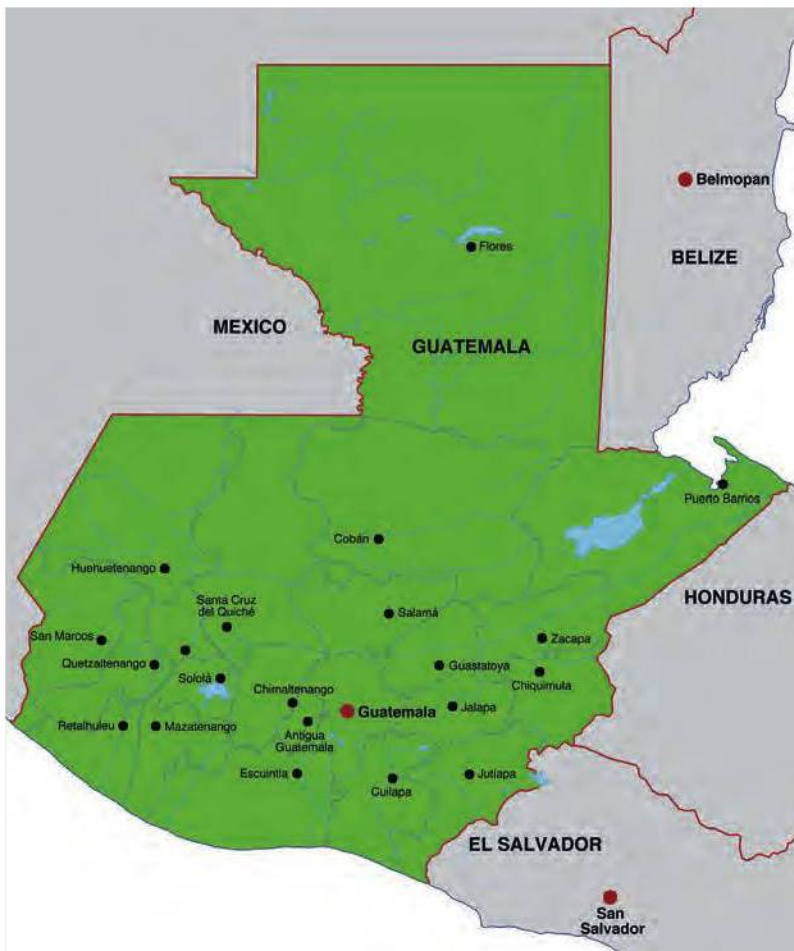 Belmopan
BELIZE
Flores
MEXICO
GUATEMALA
Puerto Barrios
Cobán
Huehuetenango
HONDURAS
Santa Cruz
del Quiché
Salamá
San Marcos
Zacapa
Quetzaltenango
Guastatoya
Sololá
Chiquimula
Chimaltenango
Guatemala
Jalapa
Retalhuleu
Mazatenango
Antigua
Guatemala
Escuintla
Cuilapa
Jutiapa
EL SALVADOR
San
Salvador